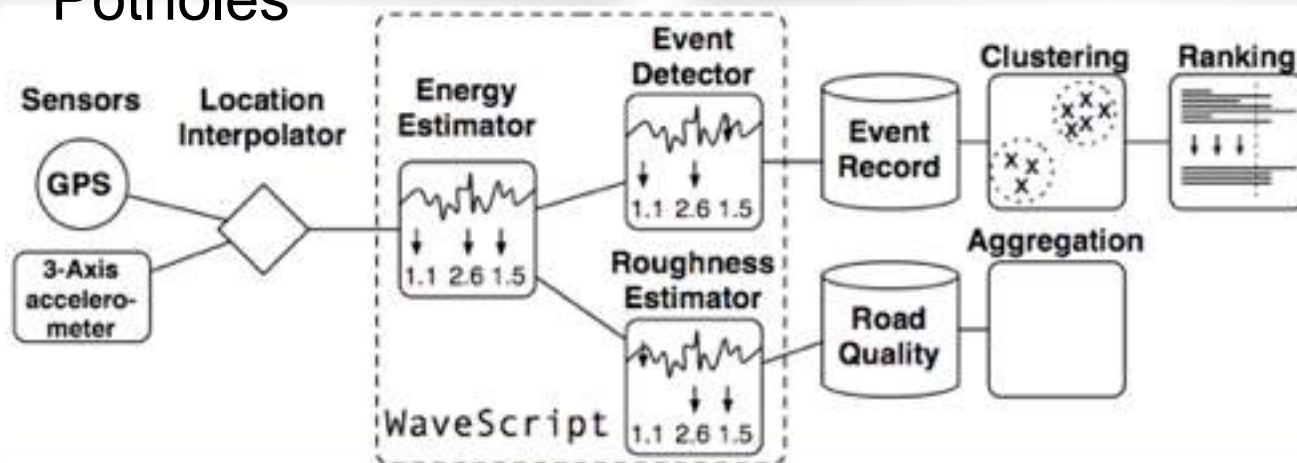 Potholes
Sensors
GPS
3-Axis
accelero-
meter
Location
Interpolator
Energy
Estimator
1.1 2.6 1.5
Event
Detector
1.1 2.6 1.5
Roughness
Estimator
1.1 2.6 1.5
WaveScript
Event
Record
Clustering
x x x x x
x x x
Ranking
Road
Quality
Aggregation